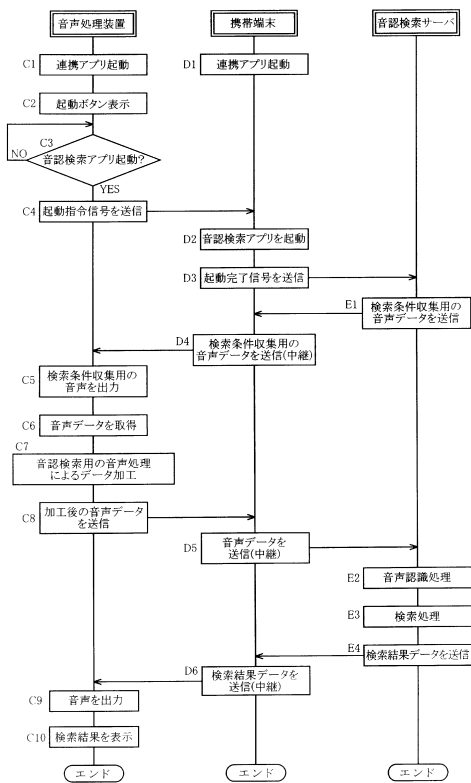 音声処理装置
携帯端末
音認検索サーバ
C1
連携アプリ起動
D1
連携アプリ起動
C2
起動ボタン表示
C3
音認検索アプリ起動?
NO
YES
C4
起動指令信号を送信
D2
音認検索アプリを起動
D3
起動完了信号を送信
E1
検索条件収集用の
音声データを送信
D4
検索条件収集用の
音声データを送信(中継)
C5
検索条件収集用の
音声を出力
C6
音声データを取得
C7
音認検索用の音声処理
によるデータ加工
C8
加工後の音声データ
を送信
D5
音声データを
送信(中継)
E2
音声認識処理
E3
検索処理
E4
検索結果データを送信
D6
検索結果データを
送信(中継)
C9
音声を出力
C10
検索結果を表示
エンド
エンド
エンド